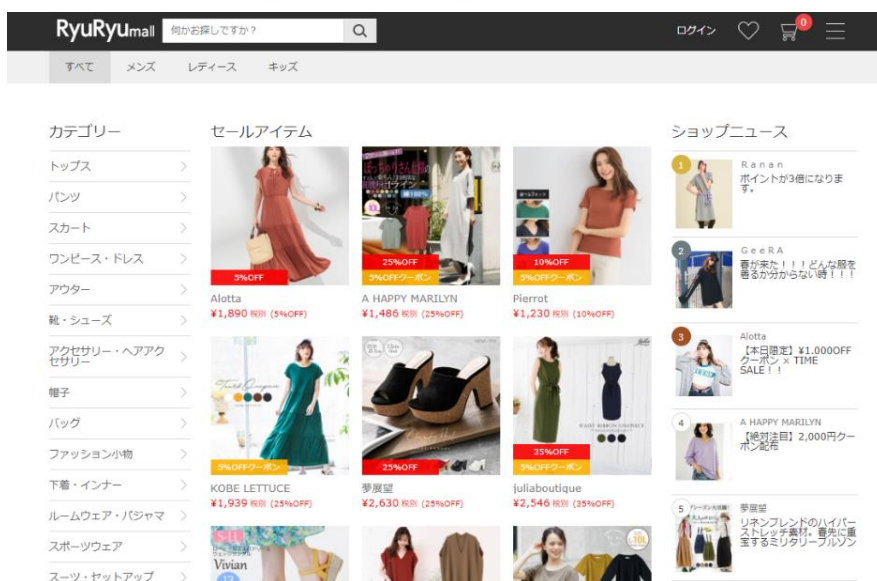 RyuRyumall
何かお探しですか？
ログイン
0
すべて
メンズ
レディース
キッズ
カテゴリー
トップス
パンツ
スカート
ワンピース・ドレス
アウター
靴・シューズ
アクセサリー・ヘアアク
セサリー
帽子
バッグ
ファッション小物
下着・インナー
ルームウェア・パジャマ
スポーツウェア
スーツ・セットアップ
セールアイテム
5%OFF
Alotta
¥1,890 税別 (5%OFF)
ぽっちゃりさん
綿100%
10L
25%OFF
5%OFFクーポン
A HAPPY MARILYN
¥1,486 税別 (25%OFF)
10%OFF
5%OFFクーポン
Pierrot
¥1,230 税別 (10%OFF)
5%OFFクーポン
KOBE LETTUCE
¥1,939 税別 (25%OFF)
25%OFF
夢展望
¥2,630 税別 (25%OFF)
35%OFF
5%OFFクーポン
juliaboutique
¥2,546 税別 (35%OFF)
S-LL
Vivian
ショップニュース
1
Ranan
ポイントが3倍になりま
す。
2
GeeRA
春が来た！！！どんな服を
着るか分からない時！！！
3
Alotta
【本日限定】¥1.000OFF
クーポン × TIME
SALE！！
4
A HAPPY MARILYN
【絶対注目】2,000円クー
ポン配布
5
夢展望
リネンブレンドのハイパー
ストレッチ素材。春先に重
宝するミリタリーブルゾン